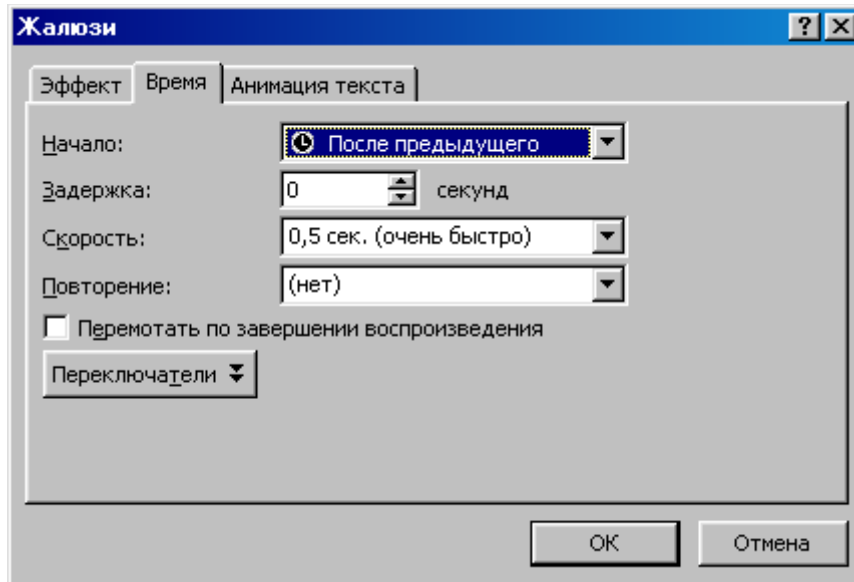 Жалюзи
Эффект Время Анимация текста
Начало: После предыдущего
Задержка: 0 секунд
Скорость: 0,5 сек. (очень быстро)
Повторение: (нет)
Перемотать по завершении воспроизведения
Переключатели
ОК Отмена